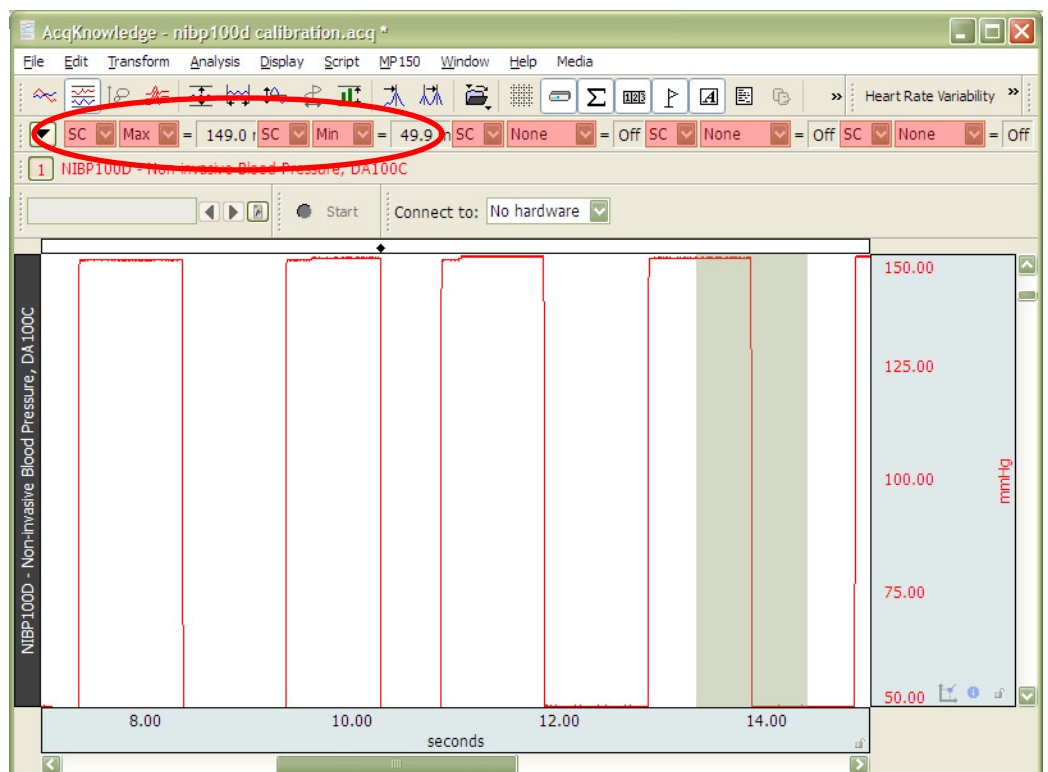 AcqKnowledge - nibp100d calibration.acq *
File Edit Transform Analysis Display Script MP150 Window Help Media
» Heart Rate Variability »
SC Max = 149.0 SC Min = 49.9 SC None = Off SC None = Off SC None = Off
1 NIBP100D - Non-invasive Blood Pressure, DA100C
Start Connect to: No hardware
NIBP100D - Non-invasive Blood Pressure, DA100C
150.00
125.00
100.00
75.00
50.00
mmHg
8.00 10.00 12.00 14.00
seconds